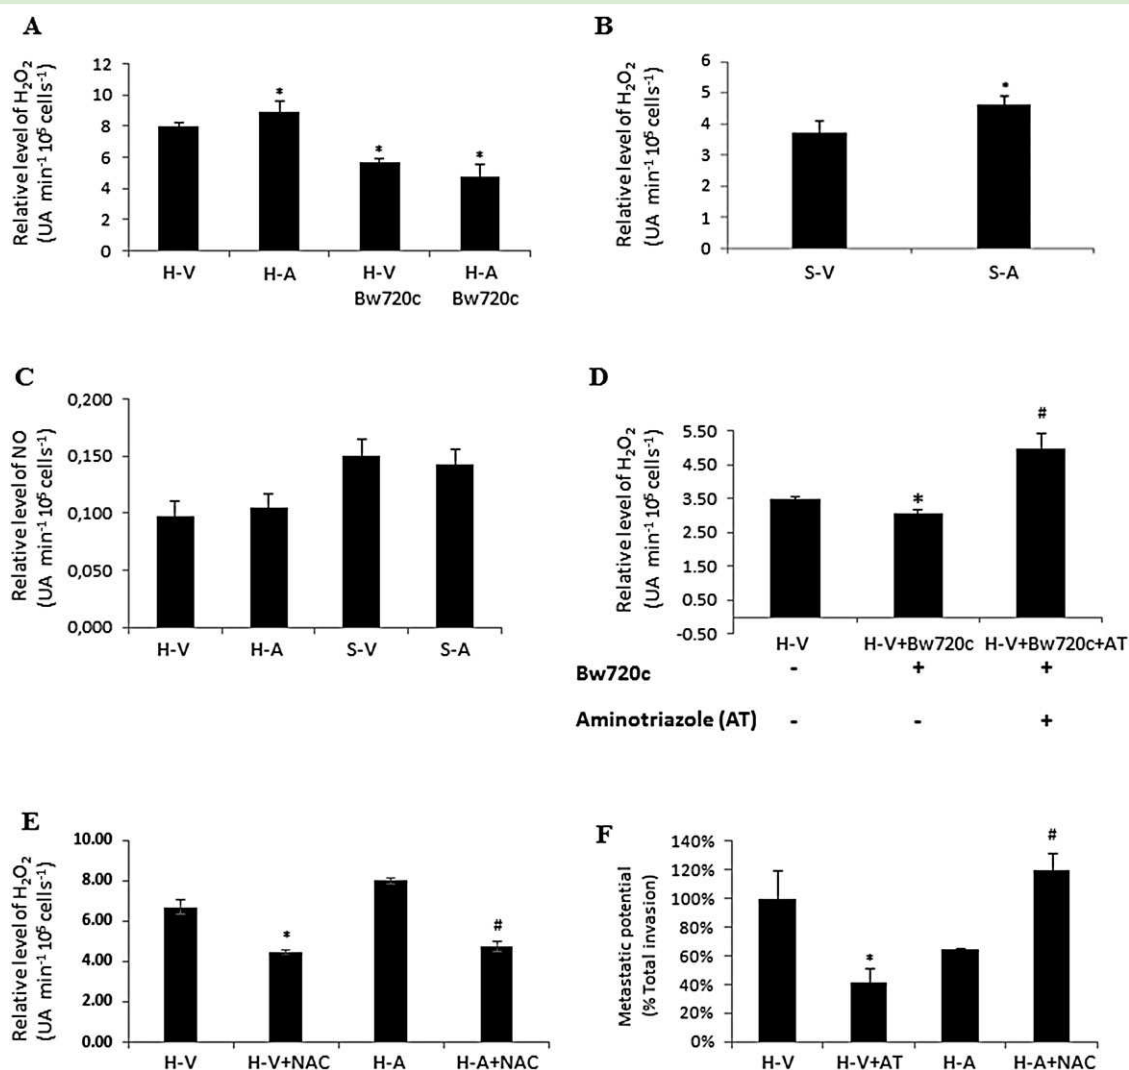 A
Relative level of H₂O₂
(UA min⁻¹ 10⁵ cells⁻¹)
12
10
8
6
4
2
0
*
*
*
H-V
H-A
H-V
Bw720c
H-A
Bw720c
B
Relative level of H₂O₂
(UA min⁻¹ 10⁵ cells⁻¹)
6
5
4
3
2
1
0
*
S-V
S-A
C
Relative level of NO
(UA min⁻¹ 10⁵ cells⁻¹)
0,200
0,150
0,100
0,050
0,000
H-V
H-A
S-V
S-A
D
Relative level of H₂O₂
(UA min⁻¹ 10⁵ cells⁻¹)
5.50
4.50
3.50
2.50
1.50
0.50
-0.50
*
#
H-V
H-V+Bw720c
H-V+Bw720c+AT
Bw720c - + +
Aminotriazole (AT) - - +
E
Relative level of H₂O₂
(UA min⁻¹ 10⁵ cells⁻¹)
10.00
8.00
6.00
4.00
2.00
0.00
*
#
H-V
H-V+NAC
H-A
H-A+NAC
F
Metastatic potential
(% Total invasion)
140%
120%
100%
80%
60%
40%
20%
0%
*
#
H-V
H-V+AT
H-A
H-A+NAC